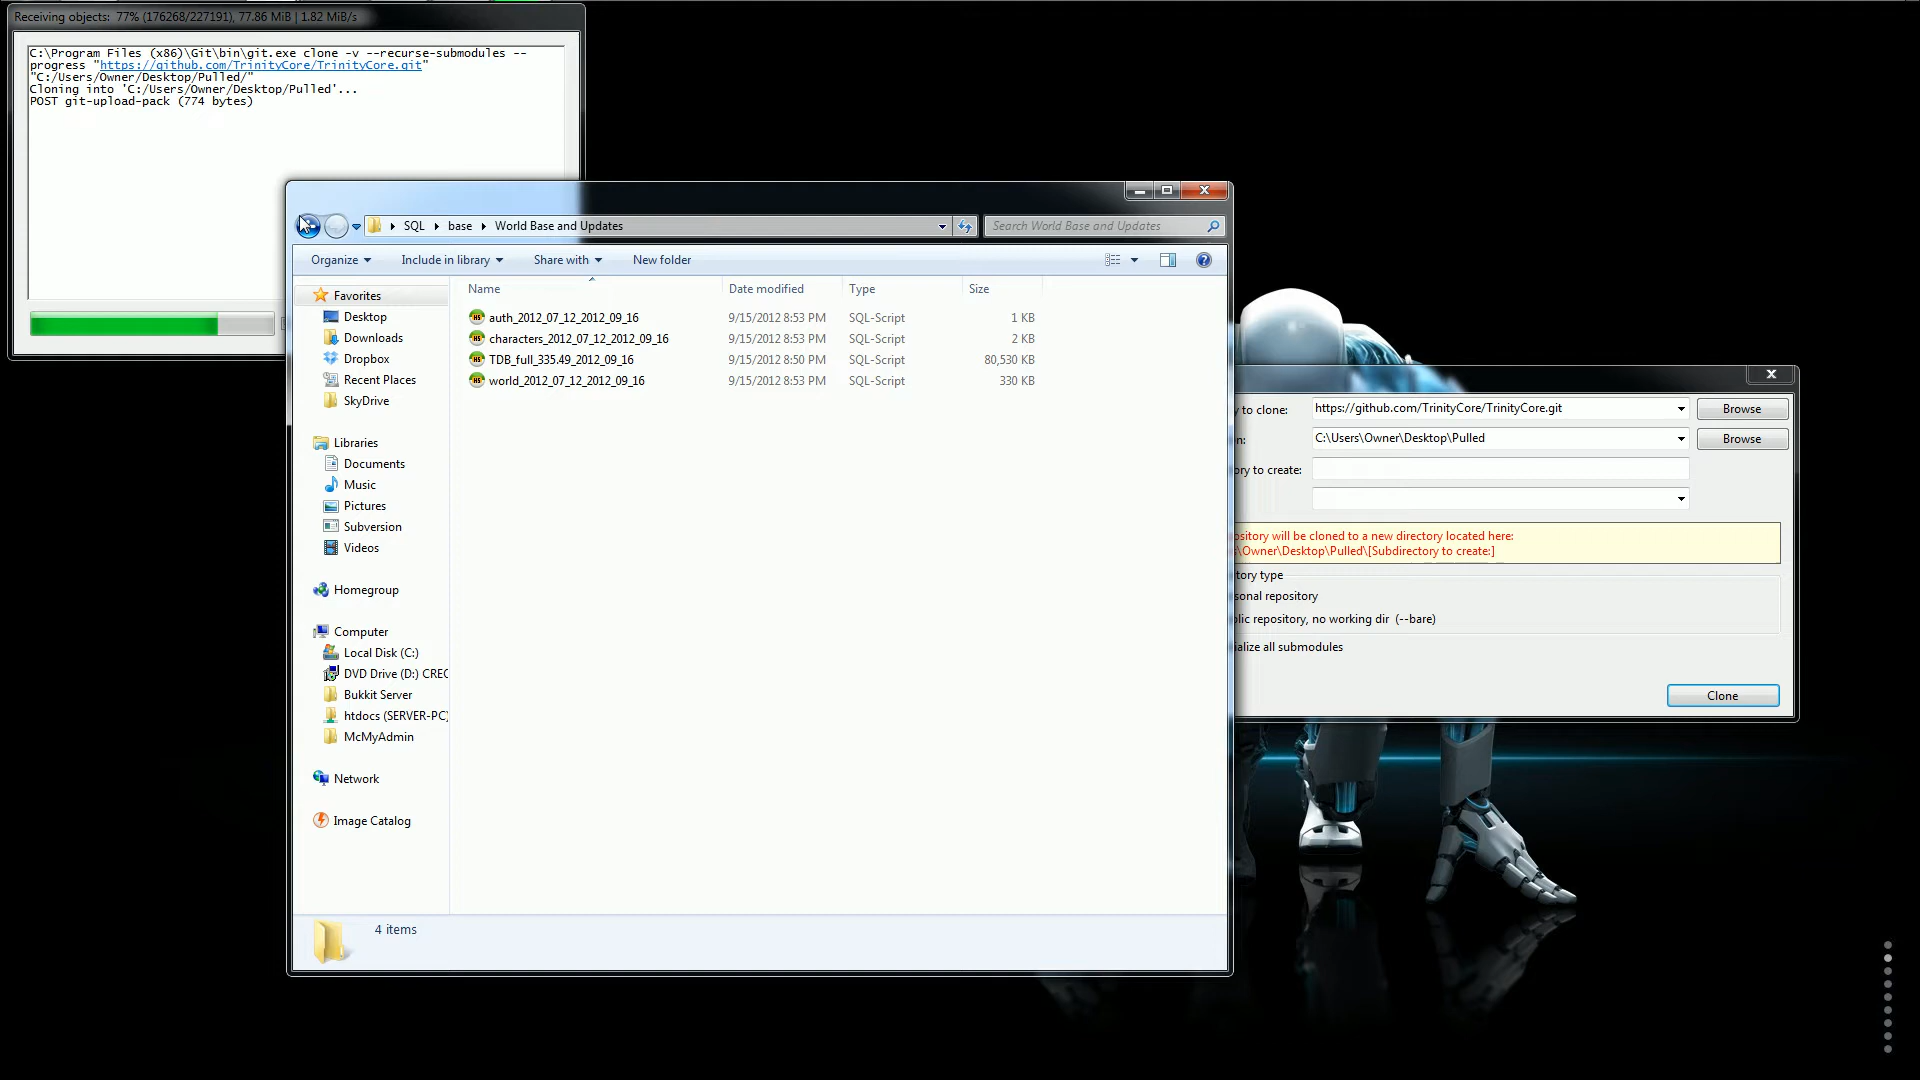 Receiving objects: 77% (176268/227191), 77.86 MiB | 1.82 MiB/s
C:\Program Files (x86)\Git\bin\git.exe clone -v --recurse-submodules --
progress "https://github.com/TrinityCore/TrinityCore.git"
"C:/Users/Owner/Desktop/Pulled/"
Cloning into 'C:/Users/Owner/Desktop/Pulled'...
POST git-upload-pack (774 bytes)
SQL base World Base and Updates
Search World Base and Updates
Organize Include in library Share with New folder
Name Date modified Type Size
auth_2012_07_12_2012_09_16 9/15/2012 8:53 PM SQL-Script 1 KB
characters_2012_07_12_2012_09_16 9/15/2012 8:53 PM SQL-Script 2 KB
TDB_full_335.49_2012_09_16 9/15/2012 8:50 PM SQL-Script 80,530 KB
world_2012_07_12_2012_09_16 9/15/2012 8:53 PM SQL-Script 330 KB
Favorites
Desktop
Downloads
Dropbox
Recent Places
SkyDrive
Libraries
Documents
Music
Pictures
Subversion
Videos
Homegroup
Computer
Local Disk (C:)
DVD Drive (D:) CREC
Bukkit Server
htdocs (SERVER-PC)
McMyAdmin
Network
Image Catalog
4 items
y to clone: https://github.com/TrinityCore/TrinityCore.git Browse
n: C:\Users\Owner\Desktop\Pulled Browse
ory to create:
ository will be cloned to a new directory located here:
s\Owner\Desktop\Pulled\[Subdirectory to create:]
tory type
sonal repository
lic repository, no working dir (--bare)
ialize all submodules
Clone